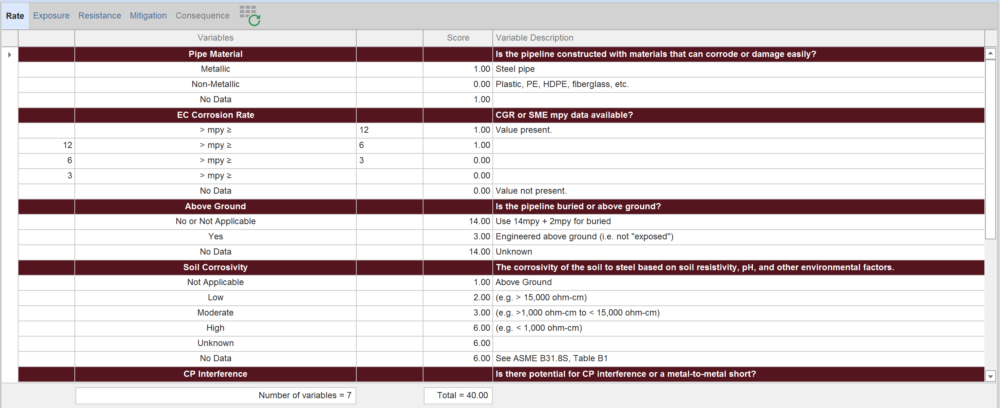 Rate Exposure Resistance Mitigation Consequence
Variables Score Variable Description
Pipe Material Is the pipeline constructed with materials that can corrode or damage easily?
Metallic 1.00 Steel pipe
Non-Metallic 0.00 Plastic, PE, HDPE, fiberglass, etc.
No Data 1.00
EC Corrosion Rate CGR or SME mpy data available?
> mpy ≥ 12 1.00 Value present.
12 > mpy ≥ 6 1.00
6 > mpy ≥ 3 0.00
3 > mpy ≥ 0.00
No Data 0.00 Value not present.
Above Ground Is the pipeline buried or above ground?
No or Not Applicable 14.00 Use 14mpy + 2mpy for buried
Yes 3.00 Engineered above ground (i.e. not "exposed")
No Data 14.00 Unknown
Soil Corrosivity The corrosivity of the soil to steel based on soil resistivity, pH, and other environmental factors.
Not Applicable 1.00 Above Ground
Low 2.00 (e.g. > 15,000 ohm-cm)
Moderate 3.00 (e.g. >1,000 ohm-cm to < 15,000 ohm-cm)
High 6.00 (e.g. < 1,000 ohm-cm)
Unknown 6.00
No Data 6.00 See ASME B31.8S, Table B1
CP Interference Is there potential for CP interference or a metal-to-metal short?
Number of variables = 7 Total = 40.00